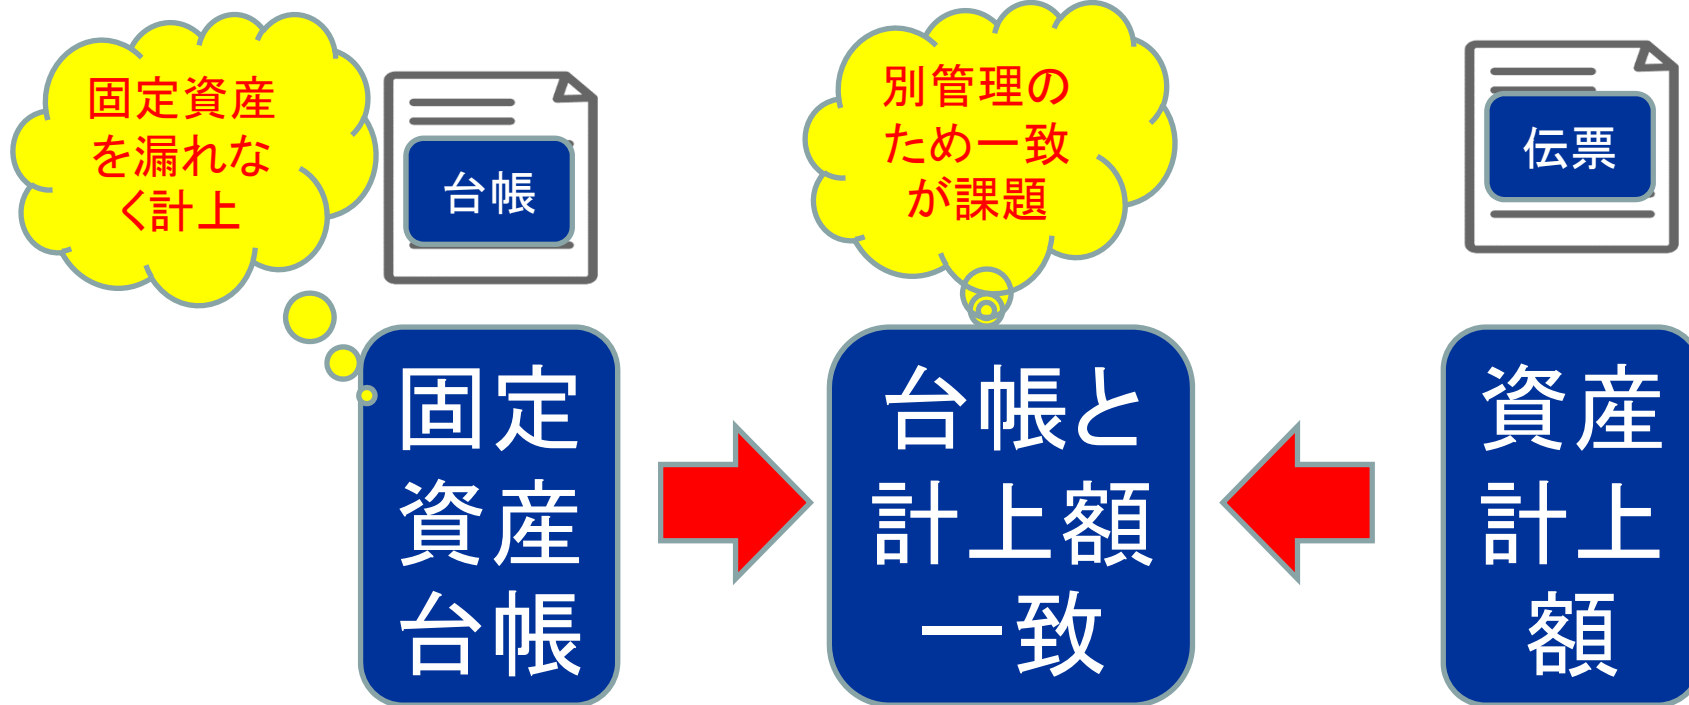 固定資産
を漏れな
く計上
台帳
別管理の
ため一致
が課題
伝票
固定
資産
台帳
台帳と
計上額
一致
資産
計上
額